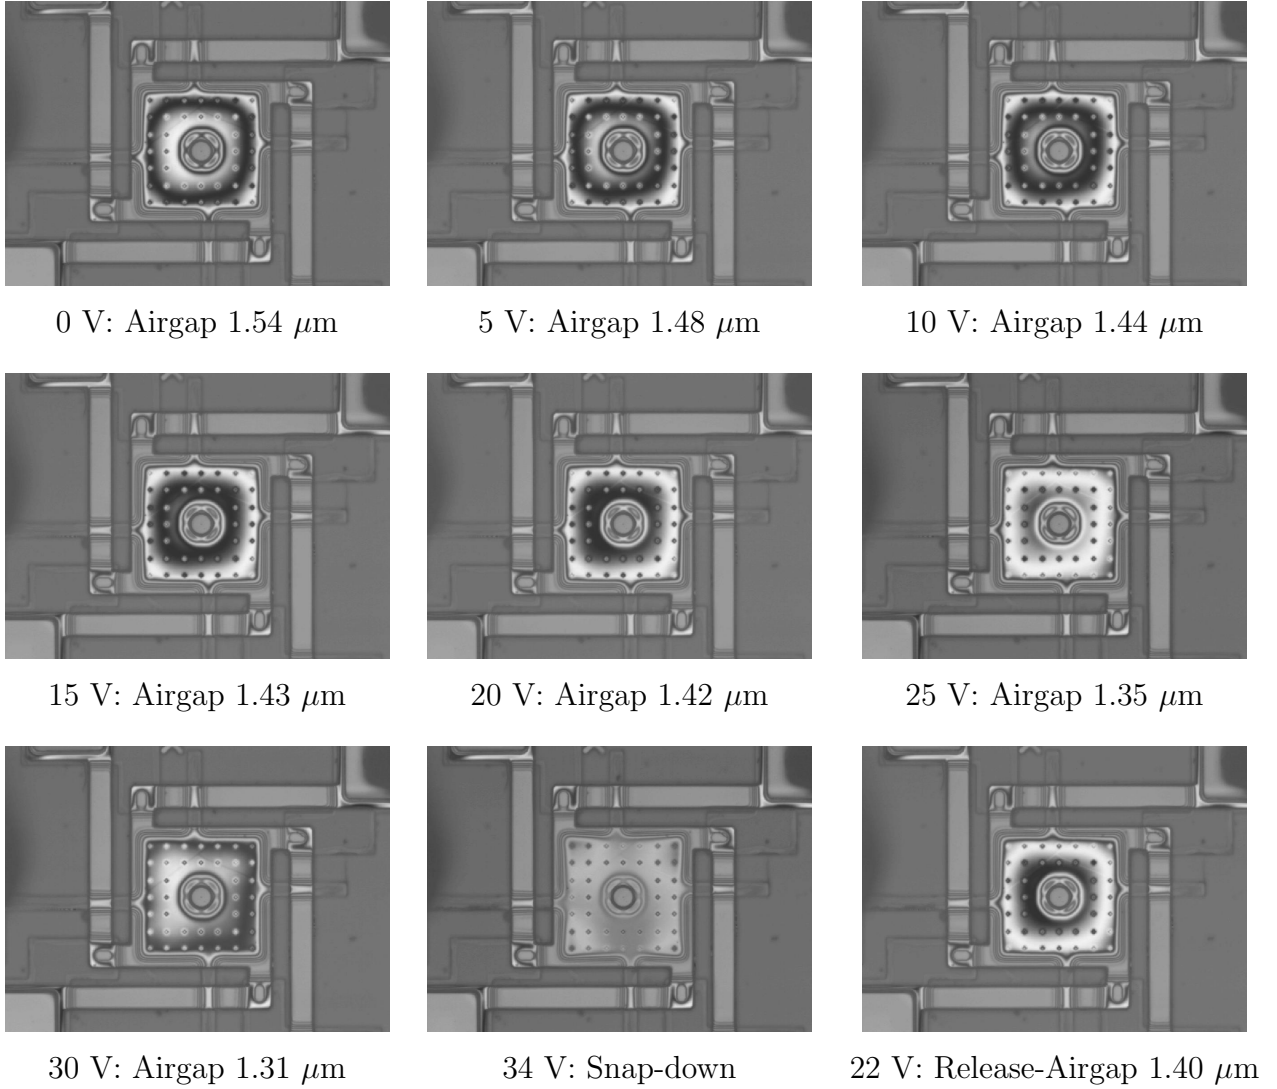 0 V: Airgap 1.54 μm
5 V: Airgap 1.48 μm
10 V: Airgap 1.44 μm
15 V: Airgap 1.43 μm
20 V: Airgap 1.42 μm
25 V: Airgap 1.35 μm
30 V: Airgap 1.31 μm
34 V: Snap-down
22 V: Release-Airgap 1.40 μm